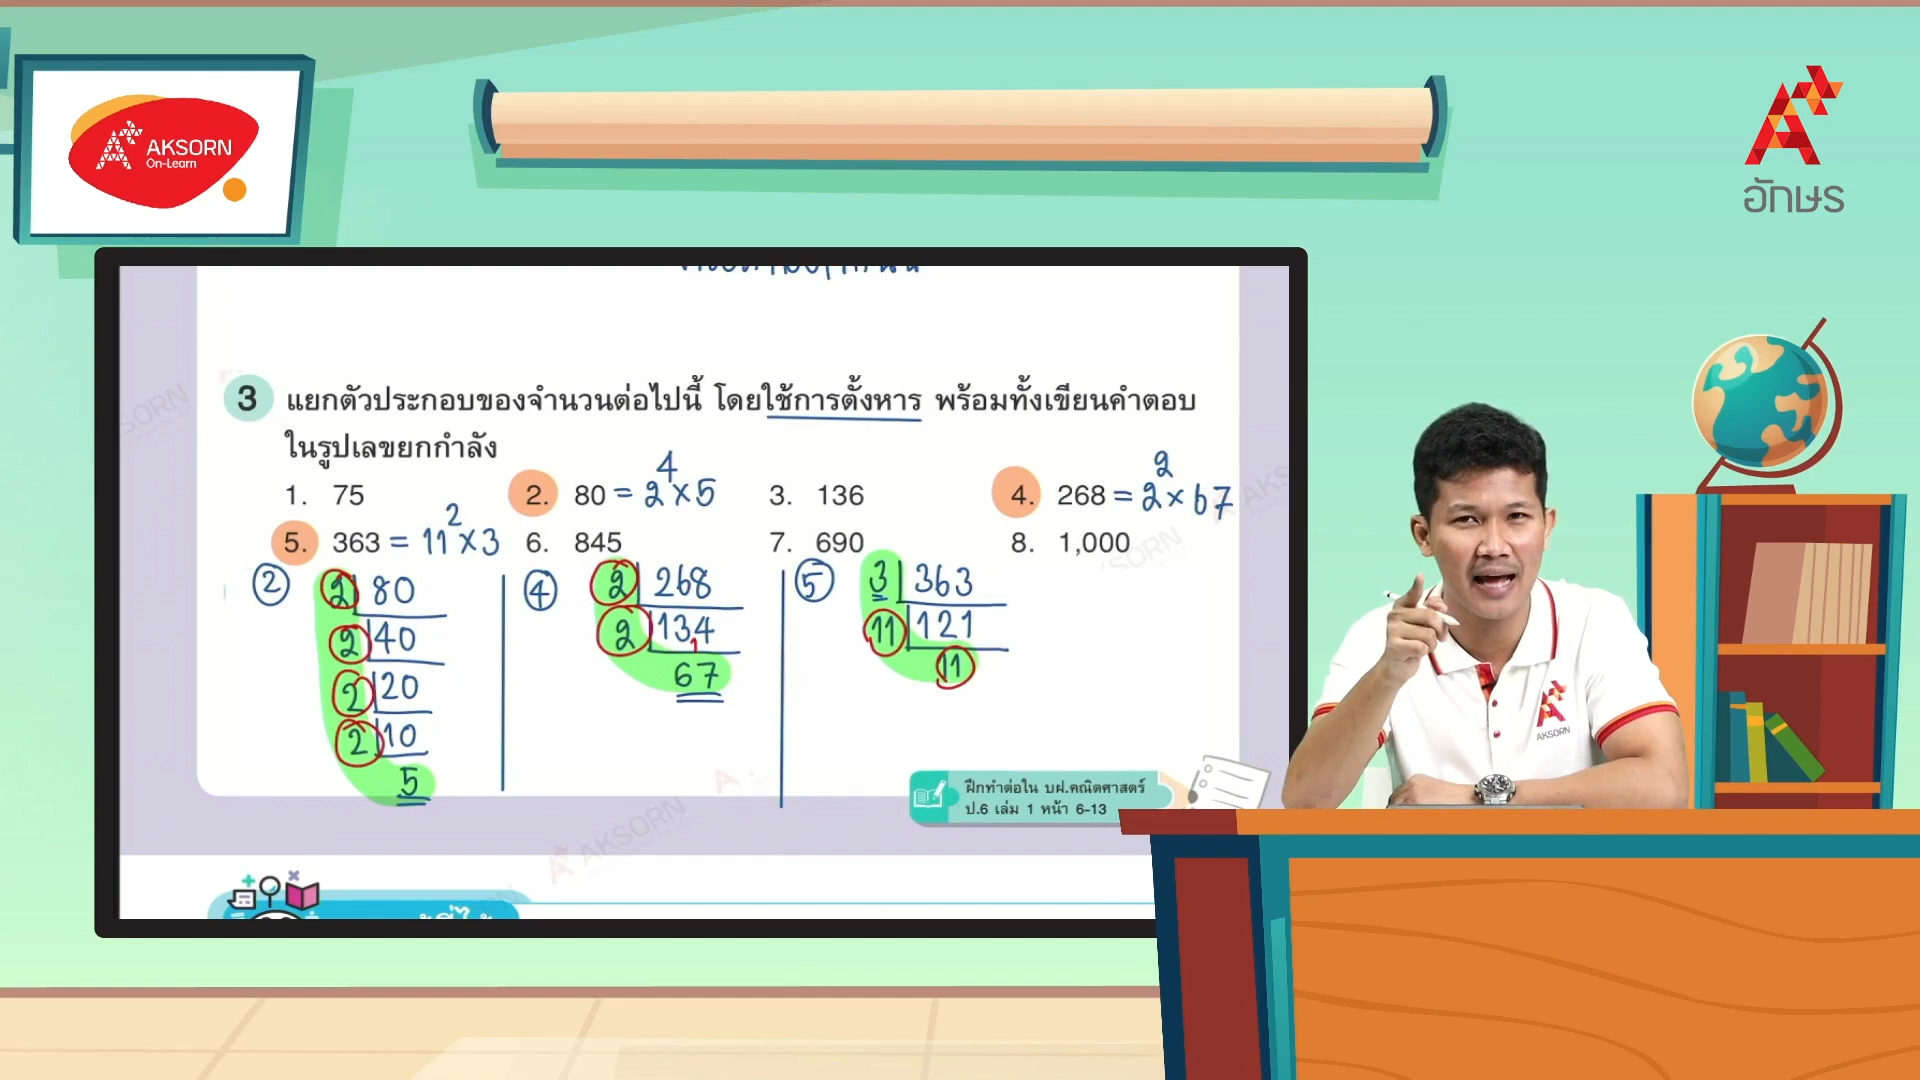 AKSORN
On-Learn
อักษร
3 แยกตัวประกอบของจำนวนต่อไปนี้ โดยใช้การตั้งหาร พร้อมทั้งเขียนคำตอบ
ในรูปเลขยกกำลัง
1. 75 2. 80 = 2⁴ × 5 3. 136 4. 268 = 2² × 67
5. 363 = 11² × 3 6. 845 7. 690 8. 1,000
② 2 80
2 40
2 20
2 10
5
④ 2 268
2 134
1
67
⑤ 3 363
11 121
11
ฝึกทำต่อใน บฝ.คณิตศาสตร์
ป.6 เล่ม 1 หน้า 6-13
AKSORN
AKSORN